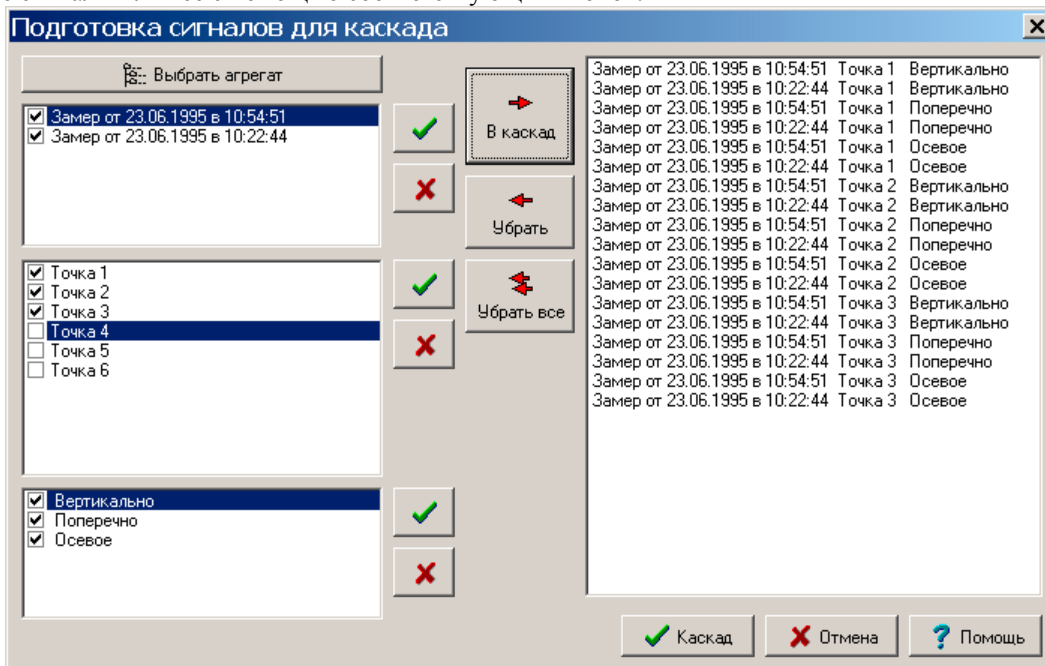 Подготовка сигналов для каскада
Выбрать агрегат
Замер от 23.06.1995 в 10:54:51
Замер от 23.06.1995 в 10:22:44
Точка 1
Точка 2
Точка 3
Точка 4
Точка 5
Точка 6
Вертикально
Поперечно
Осевое
В каскад
Убрать
Убрать все
Замер от 23.06.1995 в 10:54:51 Точка 1 Вертикально
Замер от 23.06.1995 в 10:22:44 Точка 1 Вертикально
Замер от 23.06.1995 в 10:54:51 Точка 1 Поперечно
Замер от 23.06.1995 в 10:22:44 Точка 1 Поперечно
Замер от 23.06.1995 в 10:54:51 Точка 1 Осевое
Замер от 23.06.1995 в 10:22:44 Точка 1 Осевое
Замер от 23.06.1995 в 10:54:51 Точка 2 Вертикально
Замер от 23.06.1995 в 10:22:44 Точка 2 Вертикально
Замер от 23.06.1995 в 10:54:51 Точка 2 Поперечно
Замер от 23.06.1995 в 10:22:44 Точка 2 Поперечно
Замер от 23.06.1995 в 10:54:51 Точка 2 Осевое
Замер от 23.06.1995 в 10:22:44 Точка 2 Осевое
Замер от 23.06.1995 в 10:54:51 Точка 3 Вертикально
Замер от 23.06.1995 в 10:22:44 Точка 3 Вертикально
Замер от 23.06.1995 в 10:54:51 Точка 3 Поперечно
Замер от 23.06.1995 в 10:22:44 Точка 3 Поперечно
Замер от 23.06.1995 в 10:54:51 Точка 3 Осевое
Замер от 23.06.1995 в 10:22:44 Точка 3 Осевое
Каскад
Отмена
Помощь